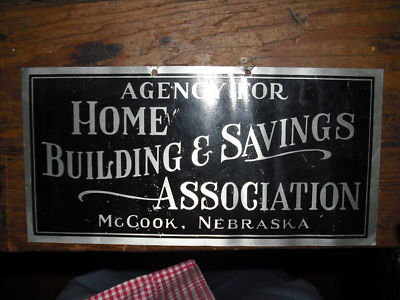 AGENCY FOR
HOME
BUILDING & SAVINGS
ASSOCIATION
MCCOOK, NEBRASKA